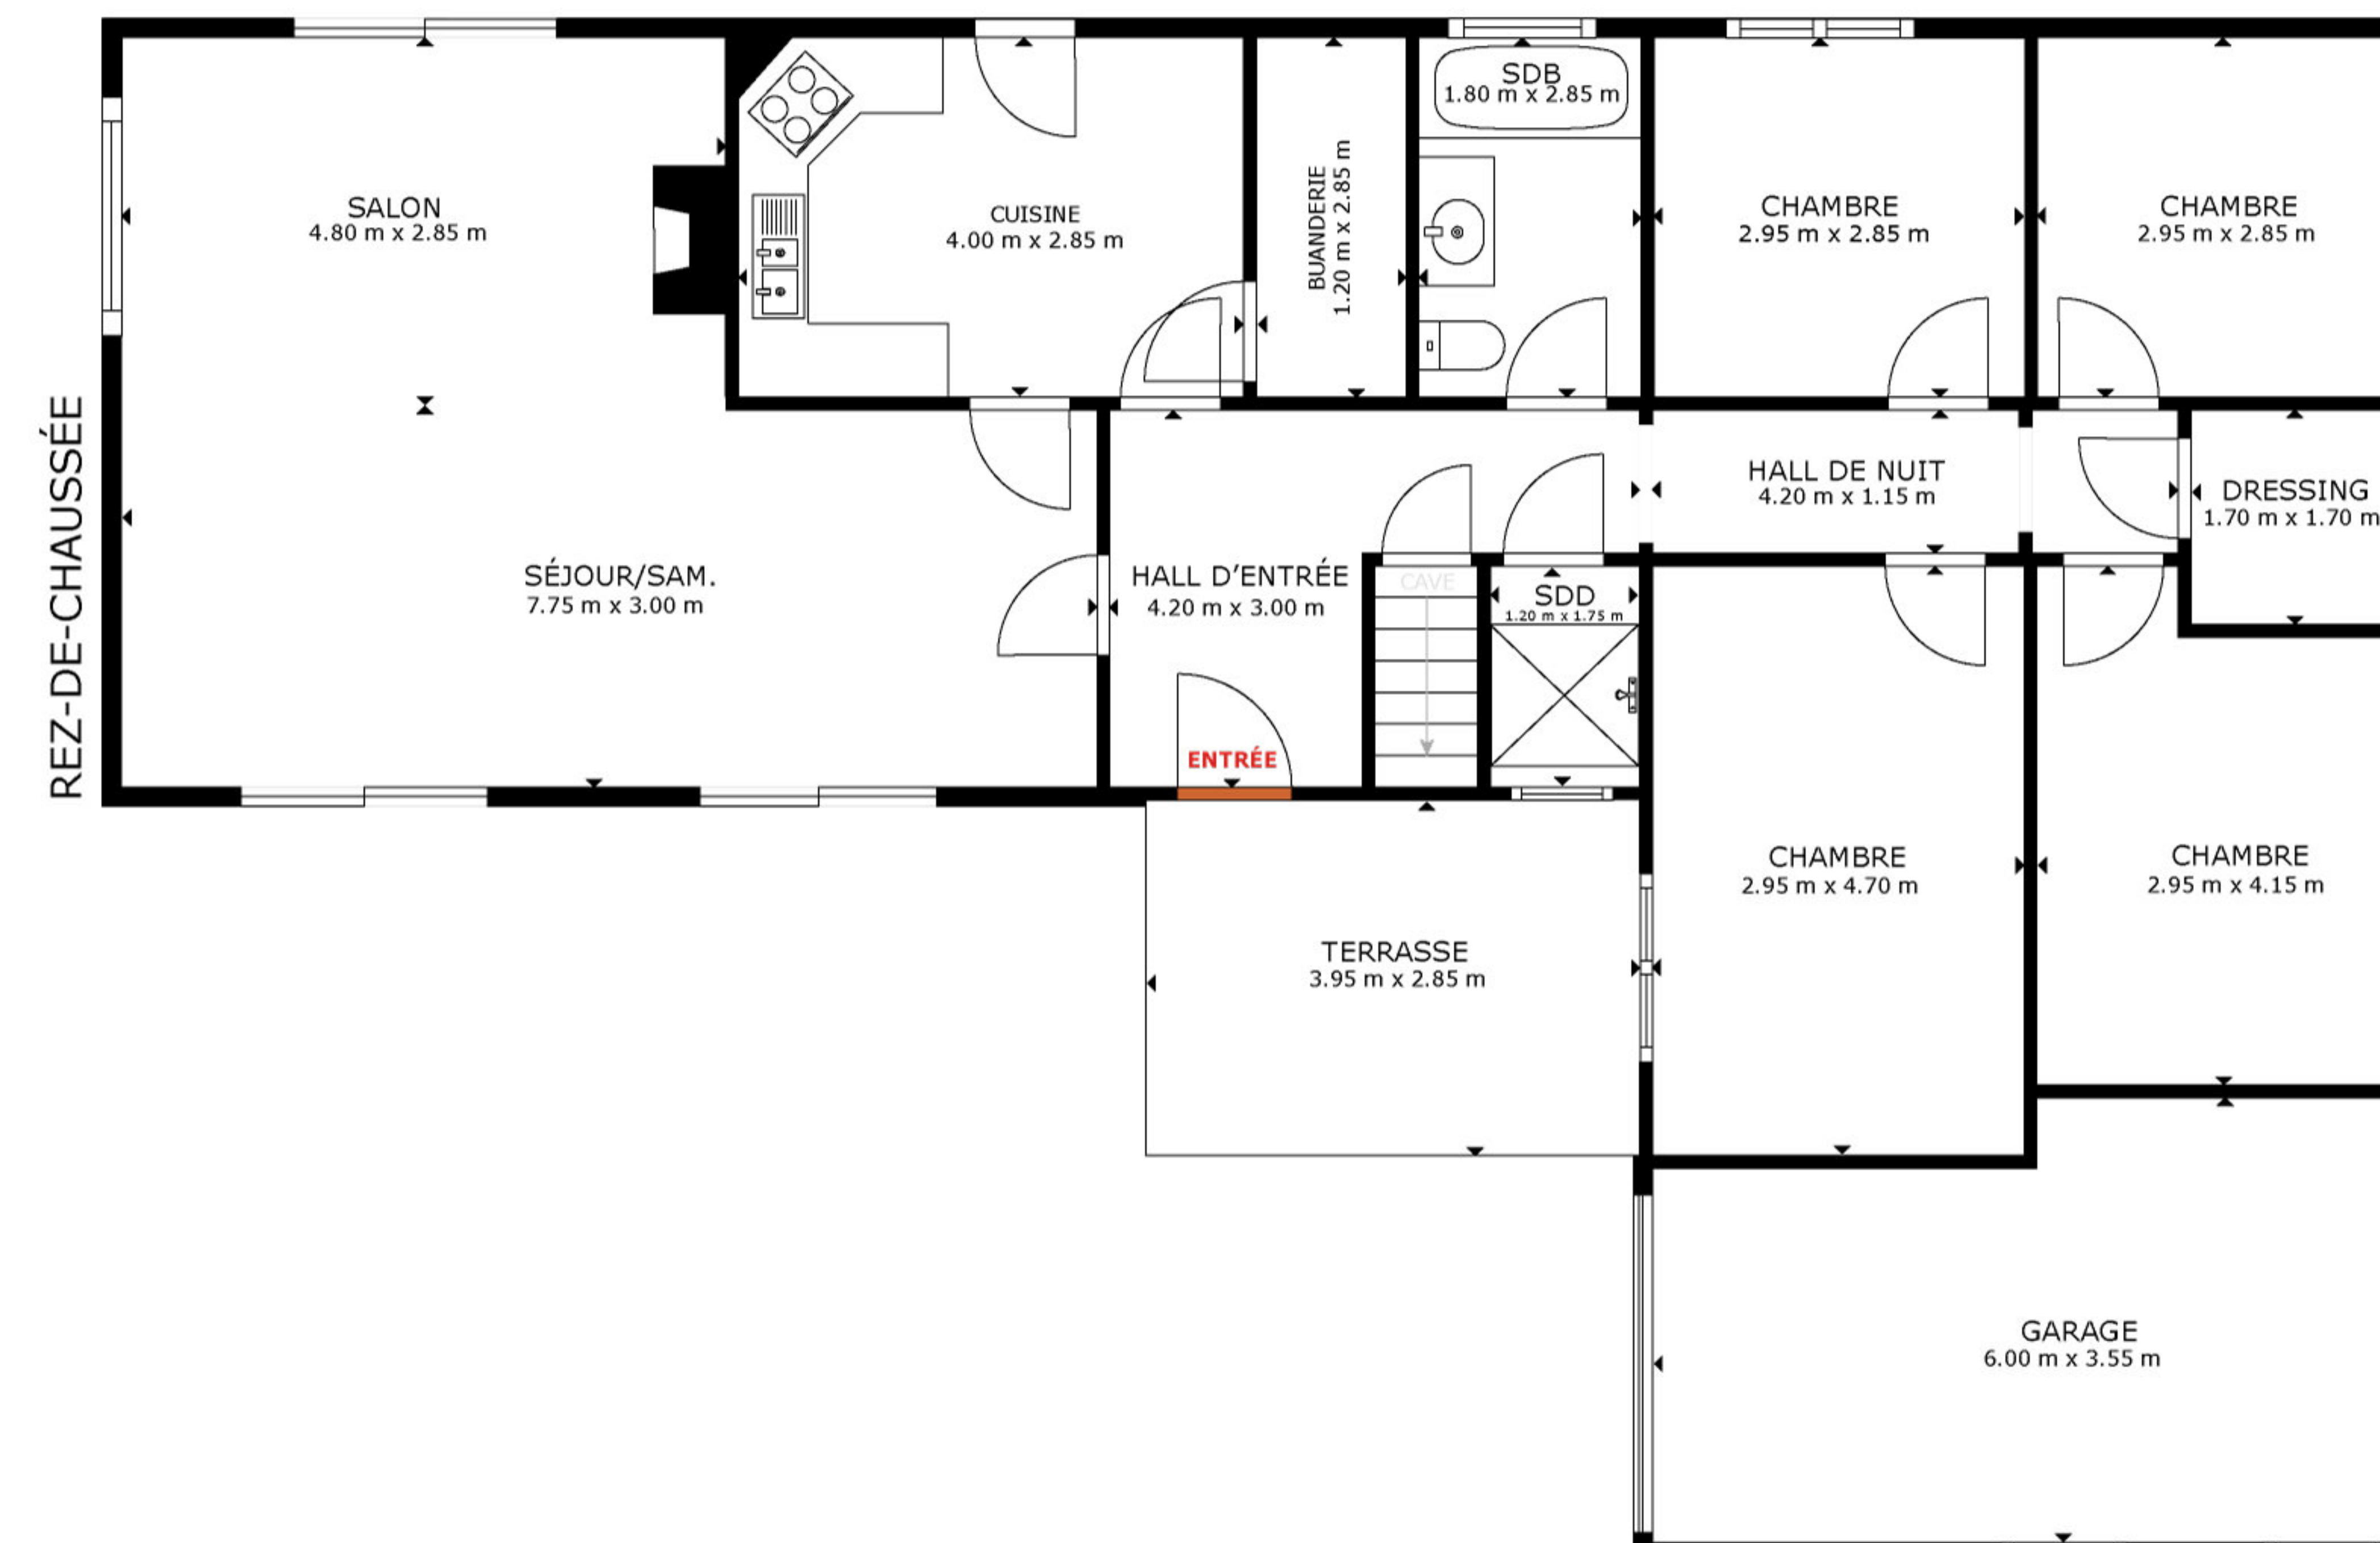 REZ-DE-CHAUSSÉE
SALON
4.80 m x 2.85 m
CUISINE
4.00 m x 2.85 m
BUANDERIE
1.20 m x 2.85 m
SDB
1.80 m x 2.85 m
CHAMBRE
2.95 m x 2.85 m
CHAMBRE
2.95 m x 2.85 m
SÉJOUR/SAM.
7.75 m x 3.00 m
HALL D’ENTRÉE
4.20 m x 3.00 m
ENTRÉE
CAVE
SDD
1.20 m x 1.75 m
HALL DE NUIT
4.20 m x 1.15 m
DRESSING
1.70 m x 1.70 m
TERRASSE
3.95 m x 2.85 m
CHAMBRE
2.95 m x 4.70 m
CHAMBRE
2.95 m x 4.15 m
GARAGE
6.00 m x 3.55 m